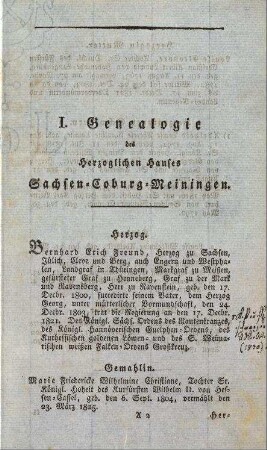 I. Genealogie
des
Herzoglichen Hauses
Sachsen-Coburg-Meiningen.
Herzog.
Bernhard Erich Freund, Herzog zu Sachsen,
Jülich, Cleve und Berg, auch Engern und Westpha-
len, Landgraf in Thüringen, Markgraf zu Meißen,
gefürsteter Graf zu Henneberg, Graf zu der Mark
und Ravensberg, Herr zu Ravenstein, geb. den 17.
Decbr. 1800, succedirte seinem Vater, dem Herzog
Georg, unter mütterlicher Vormundschaft, den 24.
Decbr. 1803, trat die Regierung an den 17. Decbr.
1821. Des Königl. Sächs. Ordens des Rautenkranzes,
des Königl. Hannöverischen Guelphen-Ordens, des
Kurhessischen goldenen Löwen- und des S. Weima-
rischen weißen Falken-Ordens Großkreuz.
Gemahlin.
Marie Friedericke Wilhelmine Christiane, Tochter Sr.
Königl. Hoheit des Kurfürsten Wilhelm II. von Hes-
sen-Cassel, geb. den 6. Sept. 1804, vermählt den
23. März 1825.
A 2
Her-